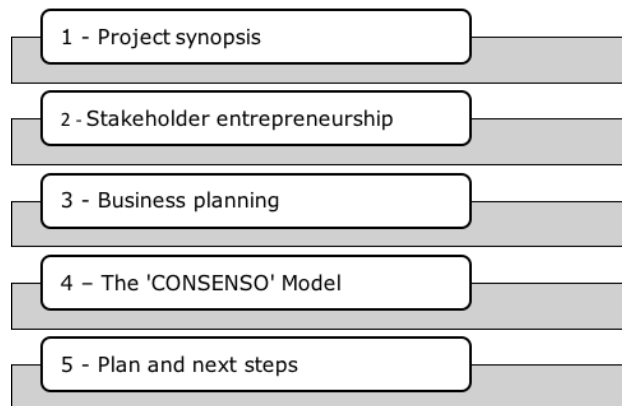 1 - Project synopsis
2 - Stakeholder entrepreneurship
3 - Business planning
4 – The 'CONSENSO' Model
5 - Plan and next steps